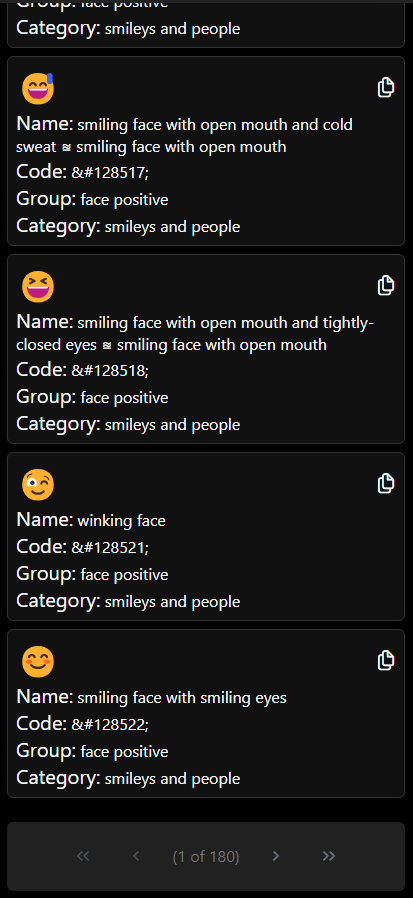 Group: face positive
Category: smileys and people
Name: smiling face with open mouth and cold
sweat ≊ smiling face with open mouth
Code: &#128517;
Group: face positive
Category: smileys and people
Name: smiling face with open mouth and tightly-
closed eyes ≊ smiling face with open mouth
Code: &#128518;
Group: face positive
Category: smileys and people
Name: winking face
Code: &#128521;
Group: face positive
Category: smileys and people
Name: smiling face with smiling eyes
Code: &#128522;
Group: face positive
Category: smileys and people
« ‹ (1 of 180) › »